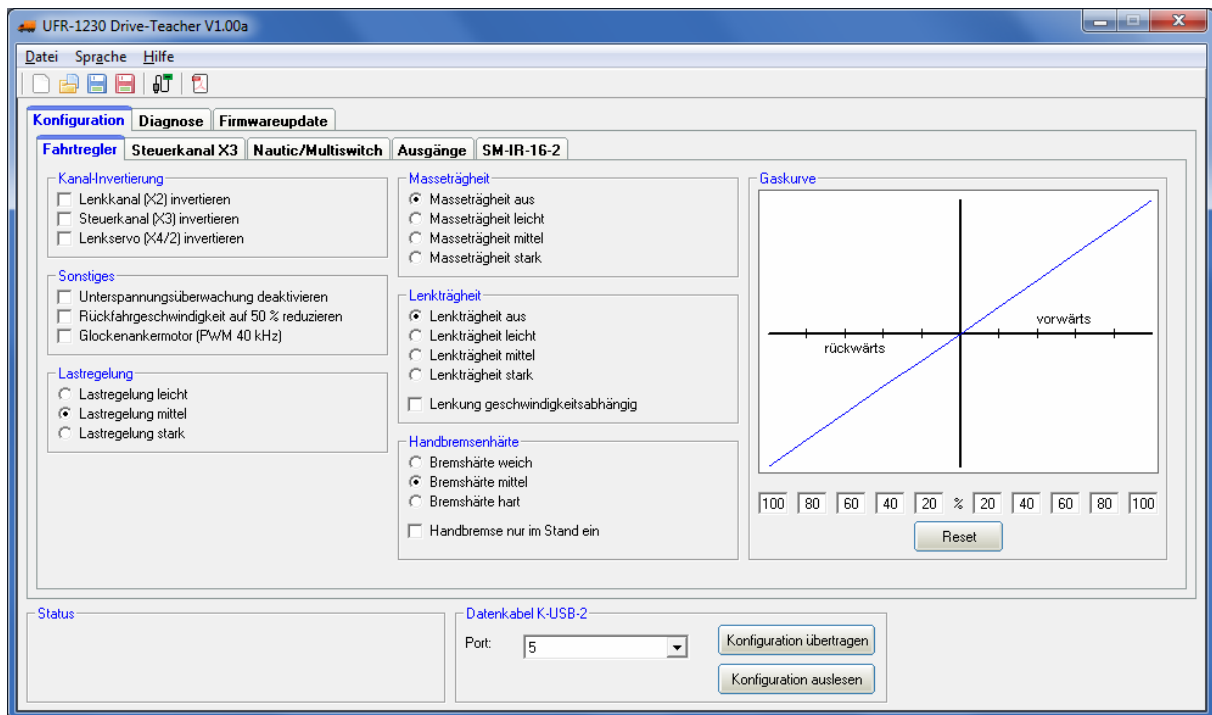 UFR-1230 Drive-Teacher V1.00a
Datei Sprache Hilfe
Konfiguration Diagnose Firmwareupdate
Fahrtregler Steuerkanal X3 Nautic/Multiswitch Ausgänge SM-IR-16-2
Kanal-Invertierung
Lenkkanal (X2) invertieren
Steuerkanal (X3) invertieren
Lenkservo (X4/2) invertieren
Sonstiges
Unterspannungsüberwachung deaktivieren
Rückfahrgeschwindigkeit auf 50 % reduzieren
Glockenankermotor (PWM 40 kHz)
Lastregelung
Lastregelung leicht
Lastregelung mittel
Lastregelung stark
Masseträgheit
Masseträgheit aus
Masseträgheit leicht
Masseträgheit mittel
Masseträgheit stark
Lenkträgheit
Lenkträgheit aus
Lenkträgheit leicht
Lenkträgheit mittel
Lenkträgheit stark
Lenkung geschwindigkeitsabhängig
Handbremsenhärte
Bremshärte weich
Bremshärte mittel
Bremshärte hart
Handbremse nur im Stand ein
Gaskurve
vorwärts
rückwärts
100 80 60 40 20 % 20 40 60 80 100
Reset
Status
Datenkabel K-USB-2
Port: 5
Konfiguration übertragen
Konfiguration auslesen